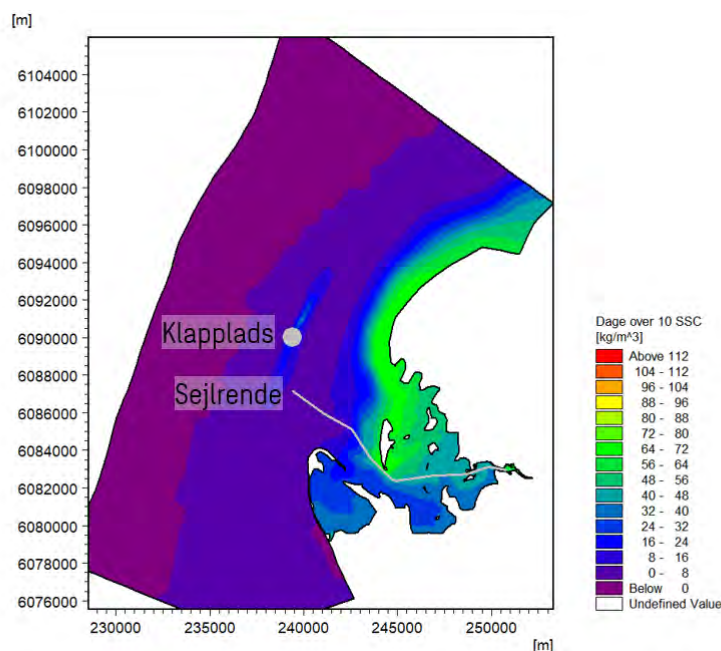 [m]
6104000
6102000
6100000
6098000
6096000
6094000
6092000
6090000
6088000
6086000
6084000
6082000
6080000
6078000
6076000
Klapplads
Sejlrende
230000 235000 240000 245000 250000
[m]
Dage over 10 SSC
[kg/m^3]
Above 112
104 - 112
96 - 104
88 - 96
80 - 88
72 - 80
64 - 72
56 - 64
48 - 56
40 - 48
32 - 40
24 - 32
16 - 24
8 - 16
0 - 8
Below 0
Undefined Value